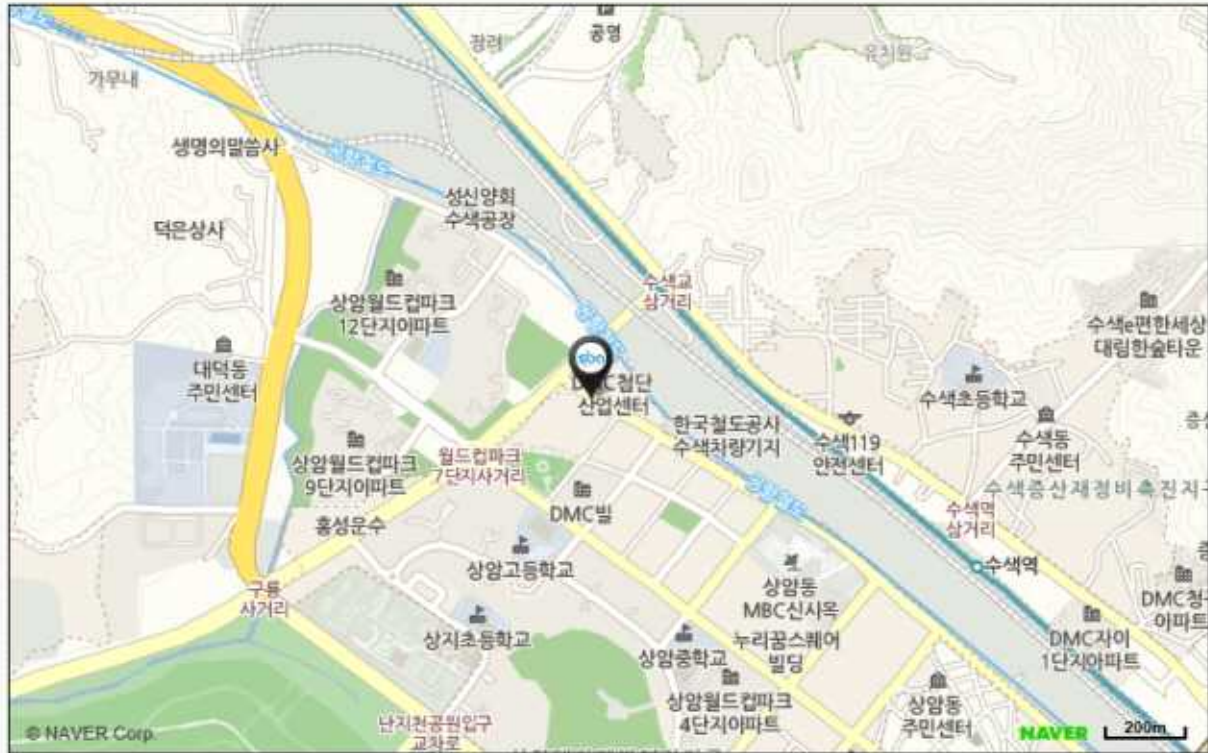 공영
가무내
생명의말씀사
성신양회
수색공장
덕은상사
상암월드컵파크
12단지아파트
수색교
삼거리
수색e편한세상
대림한숲타운
대덕동
주민센터
sba
DMC첨단
산업센터
한국철도공사
수색차량기지
수색초등학교
수색119
안전센터
수색동
주민센터
상암월드컵파크
9단지아파트
월드컵파크
7단지사거리
수색증산재정비촉진지구
수색역
삼거리
DMC빌
홍성운수
상암고등학교
수색역
구룡
사거리
상암동
MBC신사옥
상지초등학교
상암중학교
누리꿈스퀘어
빌딩
DMC자이
1단지아파트
아파트
상암월드컵파크
4단지아파트
상암동
주민센터
난지천공원입구
교차로
© NAVER Corp.
NAVER
200m